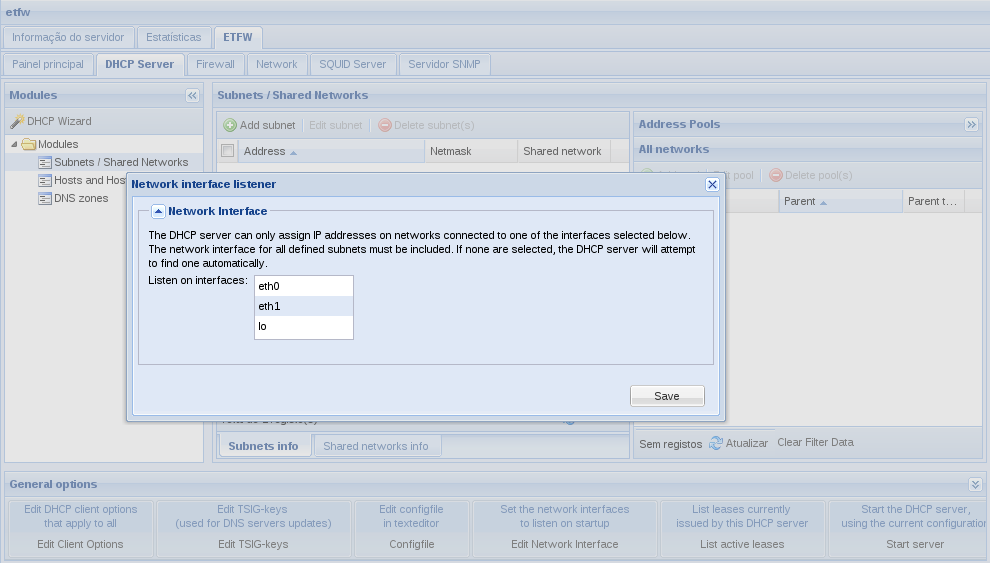 etfw
Informação do servidor
Estatísticas
ETFW
Painel principal
DHCP Server
Firewall
Network
SQUID Server
Servidor SNMP
Modules
Subnets / Shared Networks
DHCP Wizard
Add subnet
Edit subnet
Delete subnet(s)
Address Pools
Modules
Address
Netmask
Shared network
All networks
Subnets / Shared Networks
pool
Delete pool(s)
Hosts and Hos
DNS zones
Parent
Parent t...
Network interface listener
Network Interface
The DHCP server can only assign IP addresses on networks connected to one of the interfaces selected below.
The network interface for all defined subnets must be included. If none are selected, the DHCP server will attempt
to find one automatically.
Listen on interfaces:
eth0
eth1
lo
Save
Subnets info
Shared networks info
Sem registos
Atualizar
Clear Filter Data
General options
Edit DHCP client options
that apply to all
Edit Client Options
Edit TSIG-keys
(used for DNS servers updates)
Edit TSIG-keys
Edit configfile
in texteditor
Configfile
Set the network interfaces
to listen on startup
Edit Network Interface
List leases currently
issued by this DHCP server
List active leases
Start the DHCP server,
using the current configuration
Start server